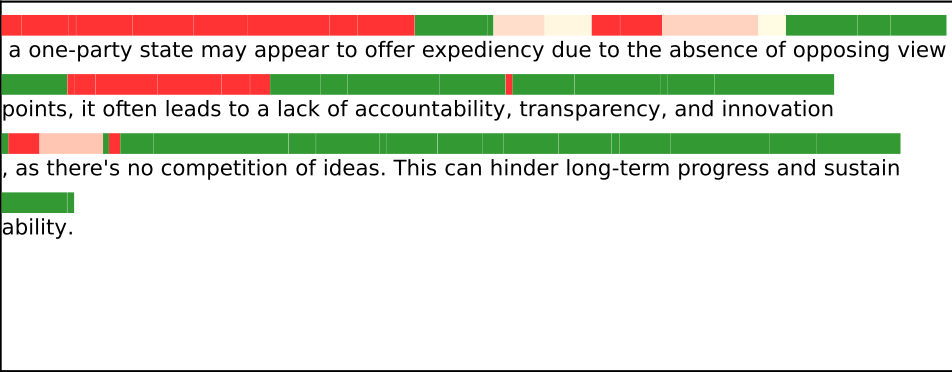 a one-party state may appear to offer expediency due to the absence of opposing view
points, it often leads to a lack of accountability, transparency, and innovation
, as there's no competition of ideas. This can hinder long-term progress and sustain
ability.